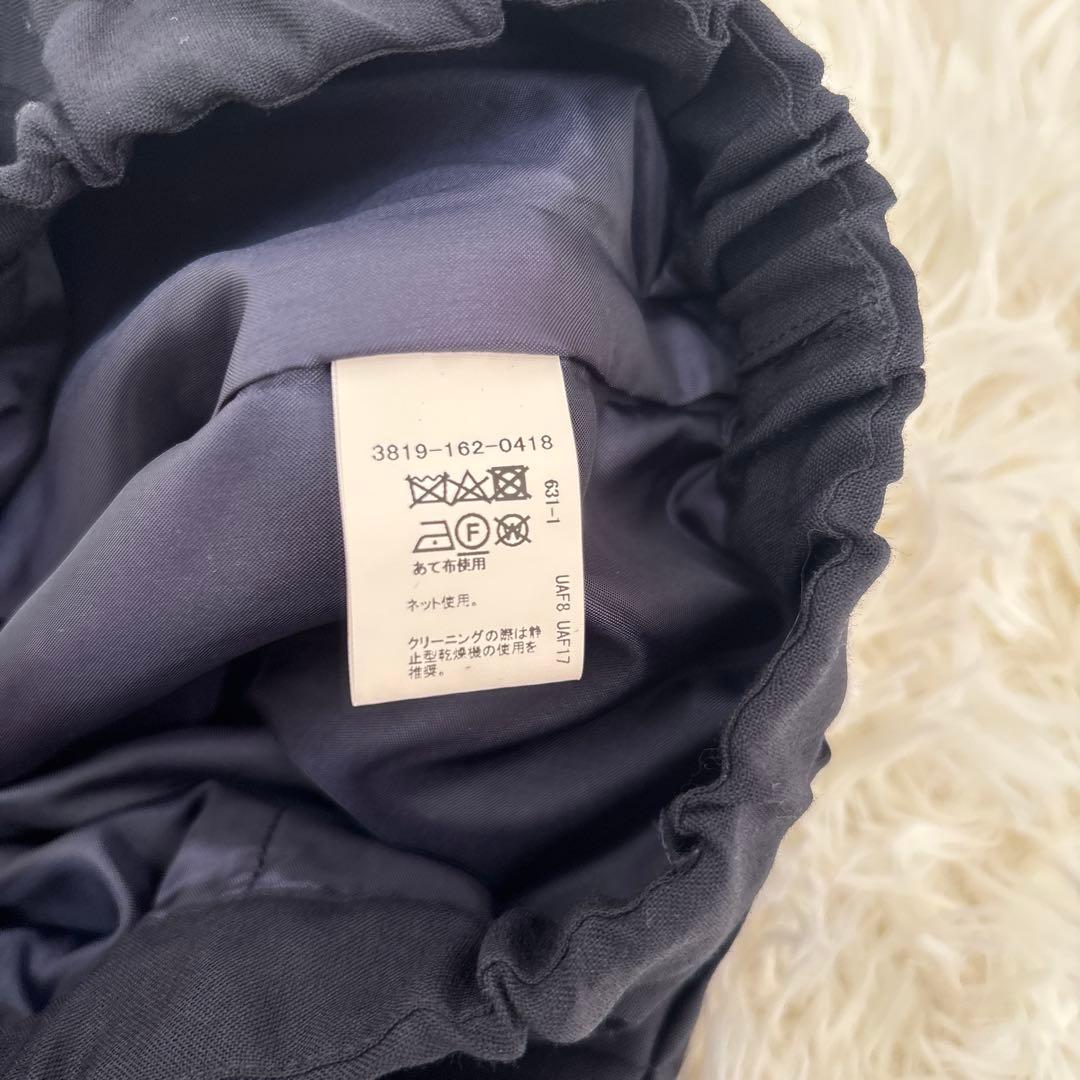 3819-162-0418
631-1
F
W
あて布使用
ネット使用。
クリーニングの際は静
止型乾燥機の使用を
推奨。
UAF8 UAF17